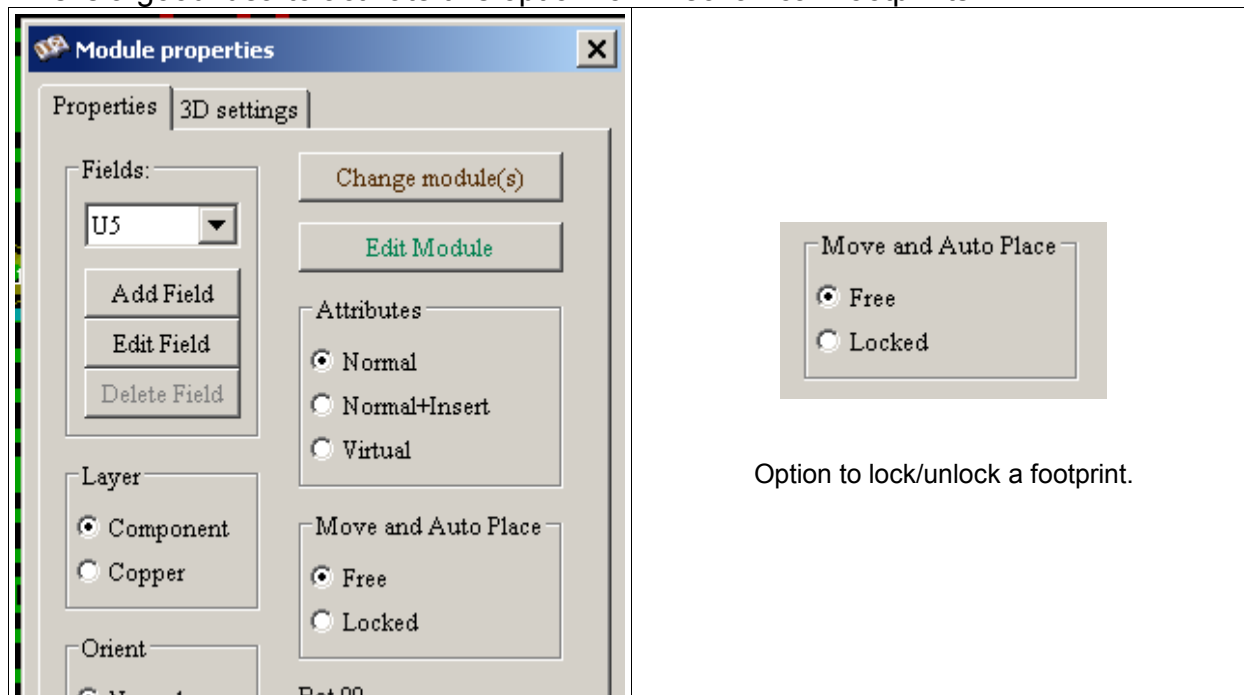 Module properties
Properties
3D settings
Fields:
U5
Add Field
Edit Field
Delete Field
Layer
Component
Copper
Orient
Change module(s)
Edit Module
Attributes
Normal
Normal+Insert
Virtual
Move and Auto Place
Free
Locked
Move and Auto Place
Free
Locked
Option to lock/unlock a footprint.